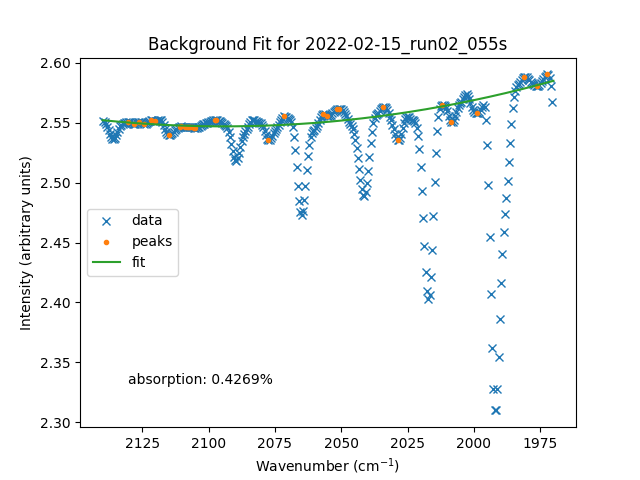 Background Fit for 2022-02-15_run02_055s
2.60
2.55
2.50
2.45
2.40
2.35
2.30
Intensity (arbitrary units)
data
peaks
fit
absorption: 0.4269%
2125 2100 2075 2050 2025 2000 1975
Wavenumber (cm⁻¹)